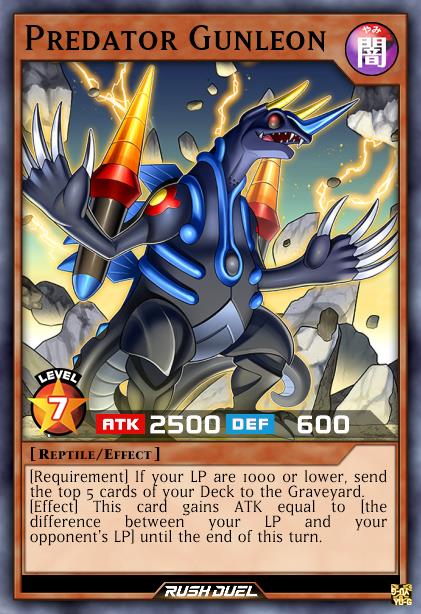 Predator Gunleon
やみ
闇
LEVEL
7
ATK 2500 DEF 600
[Reptile/Effect]
[Requirement] If your LP are 1000 or lower, send
the top 5 cards of your Deck to the Graveyard.
[Effect] This card gains ATK equal to [the
difference between your LP and your
opponent's LP] until the end of this turn.
RUSH DUEL